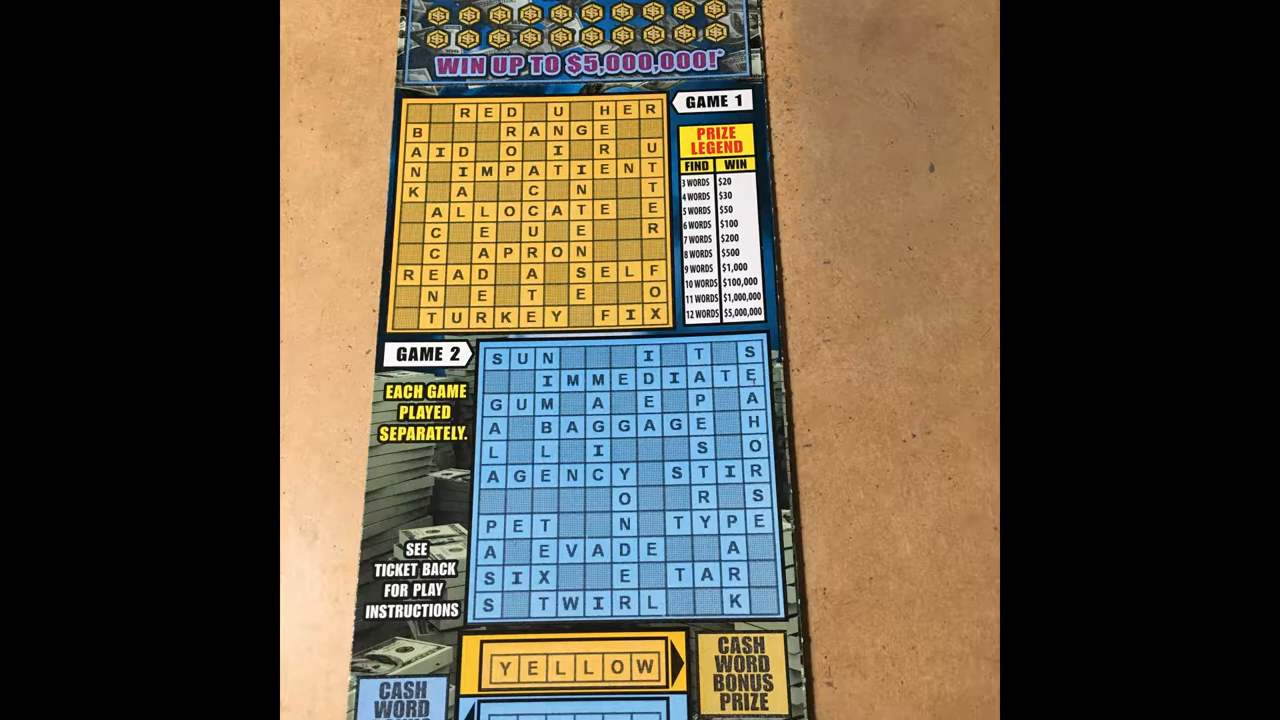 WIN UP TO $5,000,000!*
GAME 1
R E D U H E R
B R A N G E
A I D O I R U
N I M P A T I E N T
K A C N T
A L L O C A T E E
C E U E R
C A P R O N
R E A D A S E L F
N E T E O
T U R K E Y F I X
PRIZE
LEGEND
FIND WIN
3 WORDS $20
4 WORDS $30
5 WORDS $50
6 WORDS $100
7 WORDS $200
8 WORDS $500
9 WORDS $1,000
10 WORDS $100,000
11 WORDS $1,000,000
12 WORDS $5,000,000
GAME 2
EACH GAME
PLAYED
SEPARATELY.
S U N I T S
I M M E D I A T E
G U M A E P A
A B A G G A G E H
L L I S O
A G E N C Y S T I R
O R S
P E T N T Y P E
A E V A D E A
S I X E T A R
S T W I R L K
SEE
TICKET BACK
FOR PLAY
INSTRUCTIONS
YELLOW
CASH
WORD
BONUS
PRIZE
CASH
WORD